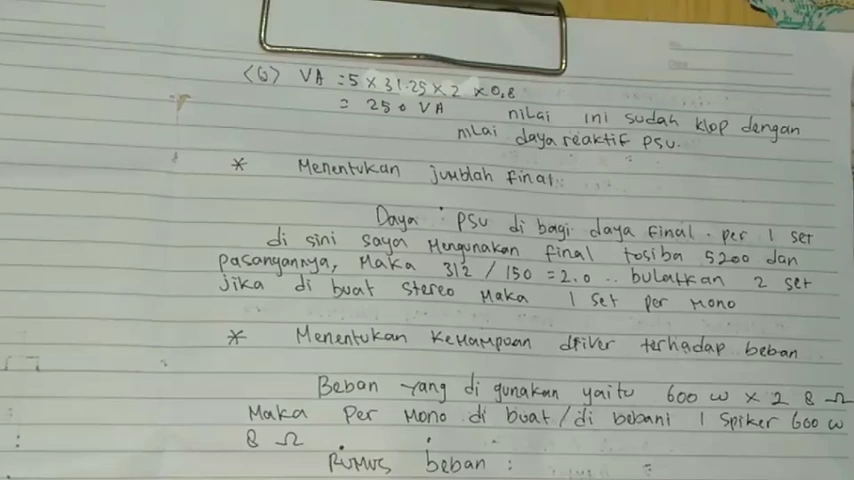 <6> VA = 5 x 31.25 x 2 x 0,8
= 250 VA nilai ini sudah klop dengan
nilai daya reaktif PSU.
* Menentukan jumblah final:
Daya PSU di bagi daya final. per 1 set
di sini saya Mengunakan final tosiba 5200 dan
pasangannya, Maka 312 / 150 = 2.0 .. bulatkan 2 set
jika di buat stereo Maka 1 set per Mono
* Menentukan KeMampuan driver terhadap beban
Beban yang di gunakan yaitu 600 w x 2 8 Ω
Maka Per Mono di buat/di bebani 1 Spiker 600 w
8 Ω
RUMUS beban :